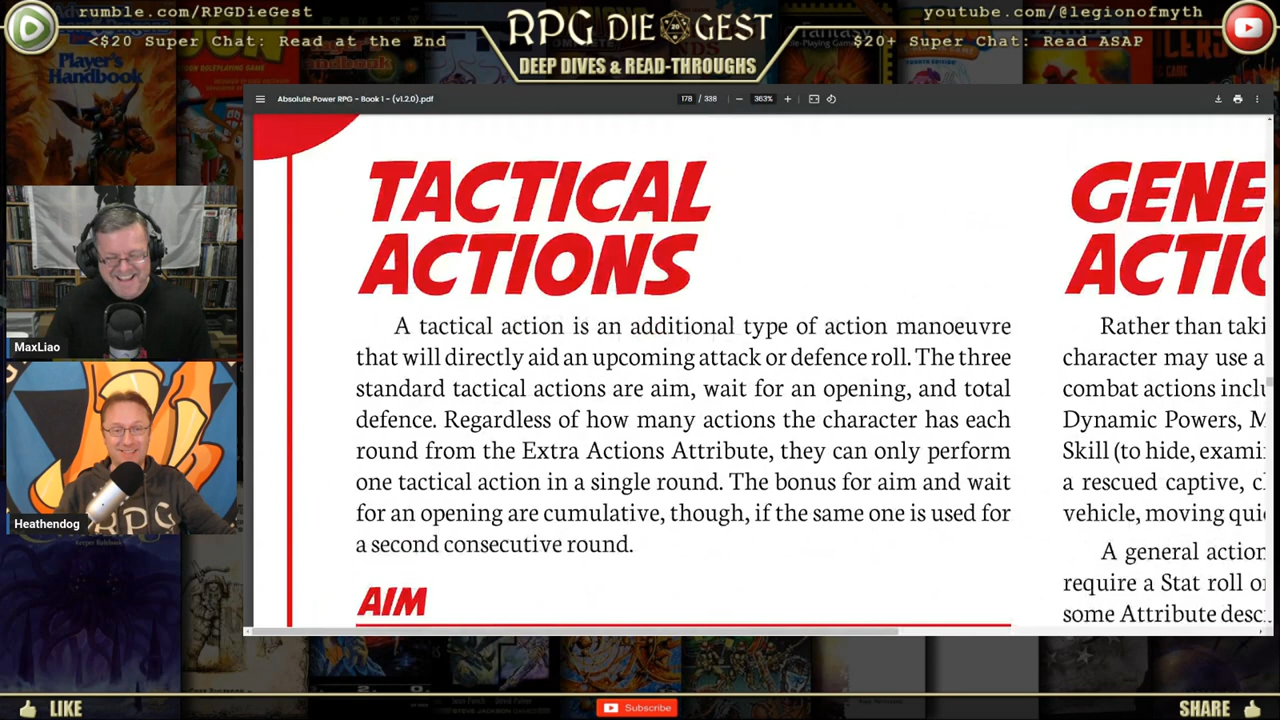 rumble.com/RPGDieGest
<$20 Super Chat: Read at the End
RPG DIE GEST
DEEP DIVES & READ-THROUGHS
youtube.com/@legionofmyth
$20+ Super Chat: Read ASAP
Player's
Handbook
Absolute Power RPG - Book 1 - (v1.2.0).pdf
178 / 338
363%
TACTICAL
ACTIONS
A tactical action is an additional type of action manoeuvre
that will directly aid an upcoming attack or defence roll. The three
standard tactical actions are aim, wait for an opening, and total
defence. Regardless of how many actions the character has each
round from the Extra Actions Attribute, they can only perform
one tactical action in a single round. The bonus for aim and wait
for an opening are cumulative, though, if the same one is used for
a second consecutive round.
AIM
GENE
ACTIO
Rather than taki
character may use a
combat actions inclu
Dynamic Powers, M
Skill (to hide, exami
a rescued captive, cl
vehicle, moving quic
A general action
require a Stat roll o
some Attribute desc
MaxLiao
Heathendog
RPG
LIKE
Subscribe
SHARE